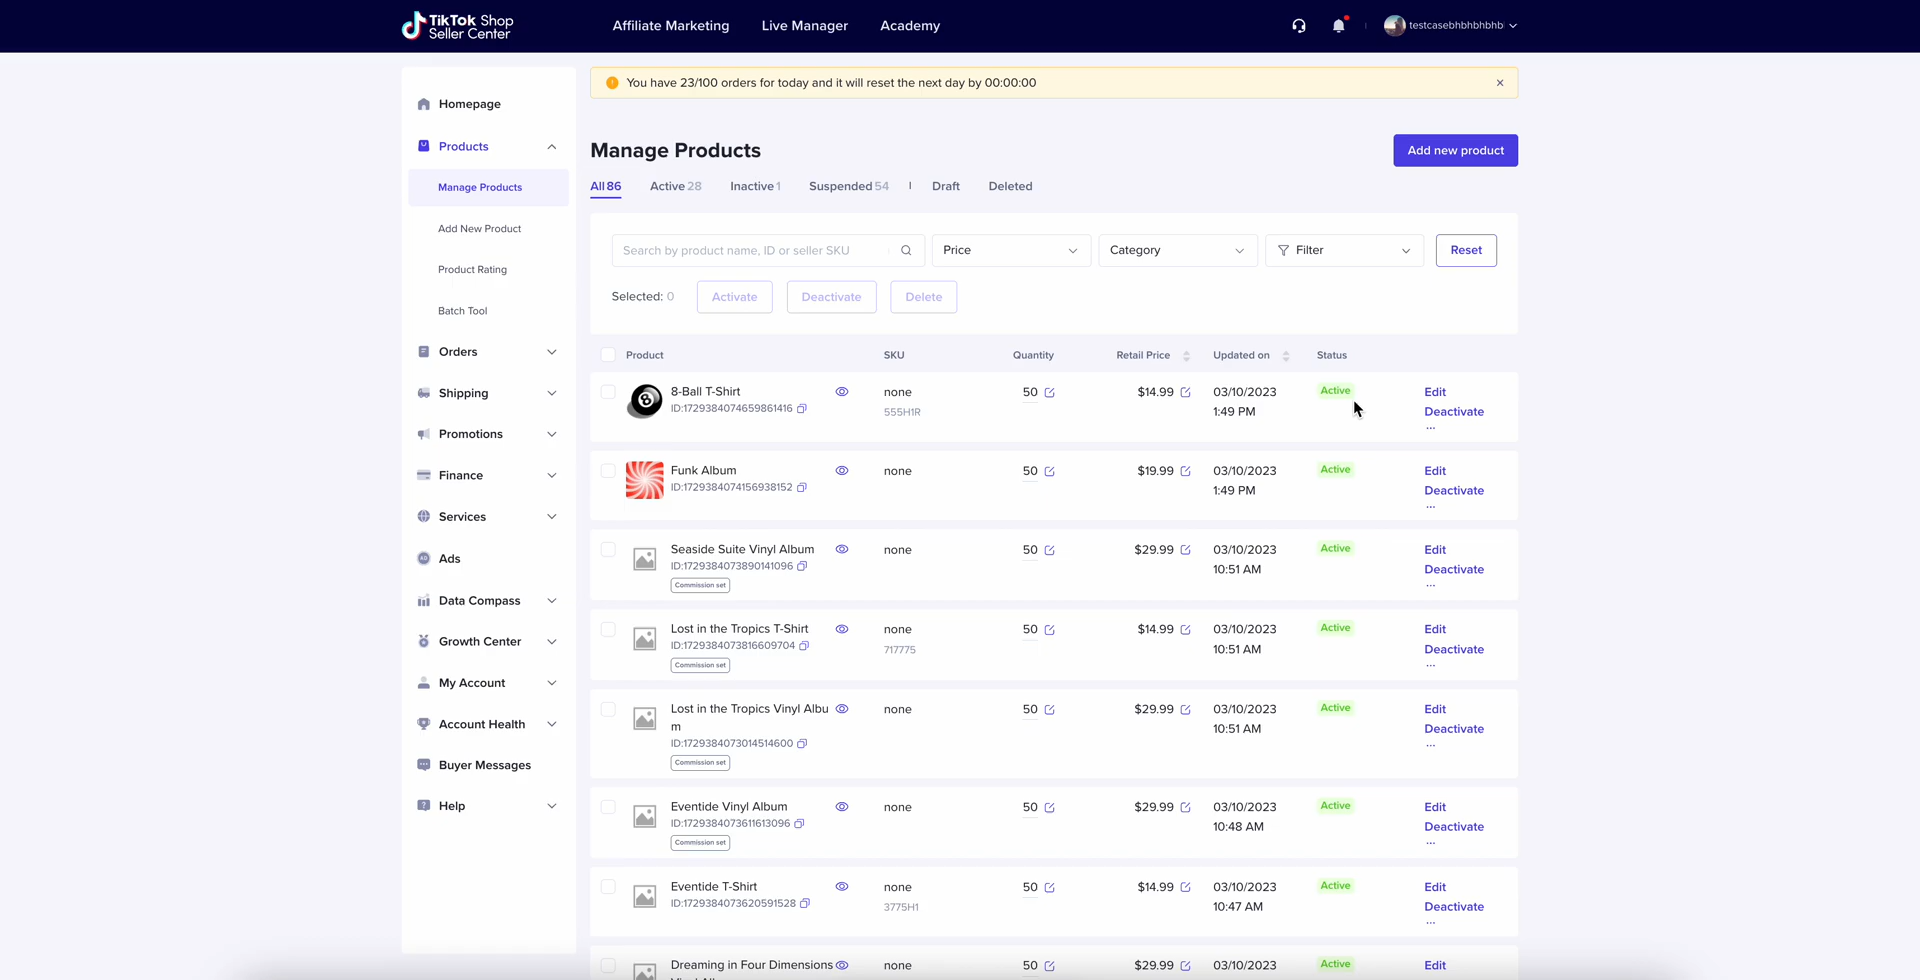 TikTok Shop
Seller Center
Affiliate Marketing
Live Manager
Academy
testcasebhbhbhbhb
Homepage
Products
Manage Products
Add New Product
Product Rating
Batch Tool
Orders
Shipping
Promotions
Finance
Services
Ads
Data Compass
Growth Center
My Account
Account Health
Buyer Messages
Help
You have 23/100 orders for today and it will reset the next day by 00:00:00
Manage Products
Add new product
All 86
Active 28
Inactive 1
Suspended 54
Draft
Deleted
Search by product name, ID or seller SKU
Price
Category
Filter
Reset
Selected: 0
Activate
Deactivate
Delete
Product
SKU
Quantity
Retail Price
Updated on
Status
8-Ball T-Shirt
ID:1729384074659861416
none
555H1R
50
$14.99
03/10/2023
1:49 PM
Active
Edit
Deactivate
...
Funk Album
ID:1729384074156938152
none
50
$19.99
03/10/2023
1:49 PM
Active
Edit
Deactivate
...
Seaside Suite Vinyl Album
ID:1729384073890141096
Commission set
none
50
$29.99
03/10/2023
10:51 AM
Active
Edit
Deactivate
...
Lost in the Tropics T-Shirt
ID:1729384073816609704
Commission set
none
717775
50
$14.99
03/10/2023
10:51 AM
Active
Edit
Deactivate
...
Lost in the Tropics Vinyl Albu
m
ID:1729384073014514600
Commission set
none
50
$29.99
03/10/2023
10:51 AM
Active
Edit
Deactivate
...
Eventide Vinyl Album
ID:1729384073611613096
Commission set
none
50
$29.99
03/10/2023
10:48 AM
Active
Edit
Deactivate
...
Eventide T-Shirt
ID:1729384073620591528
none
3775H1
50
$14.99
03/10/2023
10:47 AM
Active
Edit
Deactivate
...
Dreaming in Four Dimensions
none
50
$29.99
03/10/2023
Active
Edit